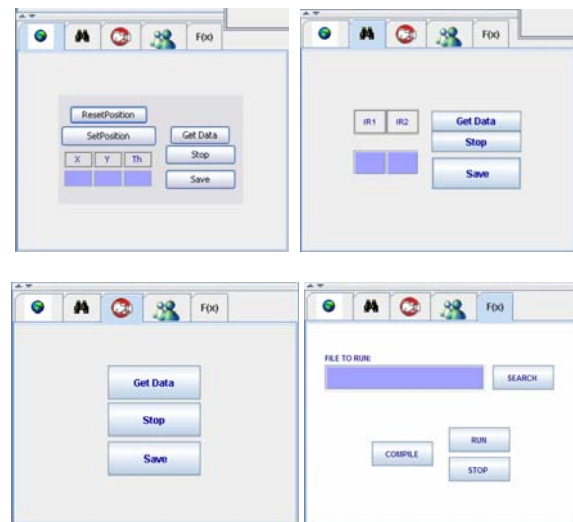 F(x)
ResetPosition
SetPosition
Get Data
X Y Th
Stop
Save
F(x)
IR1 IR2
Get Data
Stop
Save
F(x)
Get Data
Stop
Save
F(x)
FILE TO RUN:
SEARCH
RUN
COMPILE
STOP